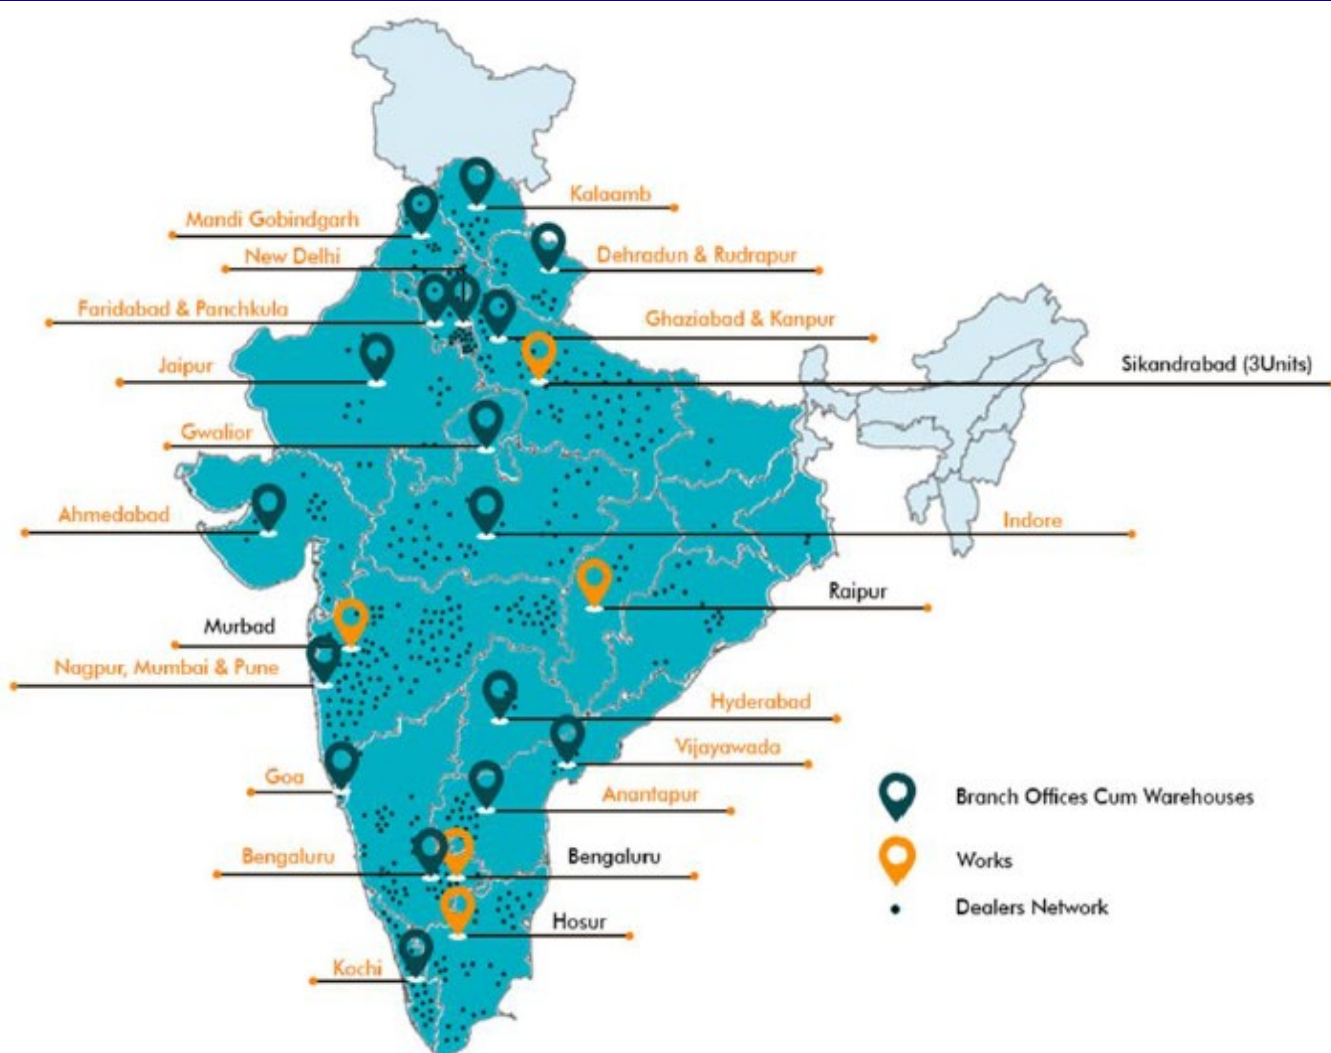 Kalaamb
Mandi Gobindgarh
New Delhi
Dehradun & Rudrapur
Faridabad & Panchkula
Ghaziabad & Kanpur
Jaipur
Sikandrabad (3Units)
Gwalior
Ahmedabad
Indore
Raipur
Murbad
Nagpur, Mumbai & Pune
Hyderabad
Vijayawada
Goa
Anantapur
Branch Offices Cum Warehouses
Bengaluru
Bengaluru
Works
Dealers Network
Hosur
Kochi